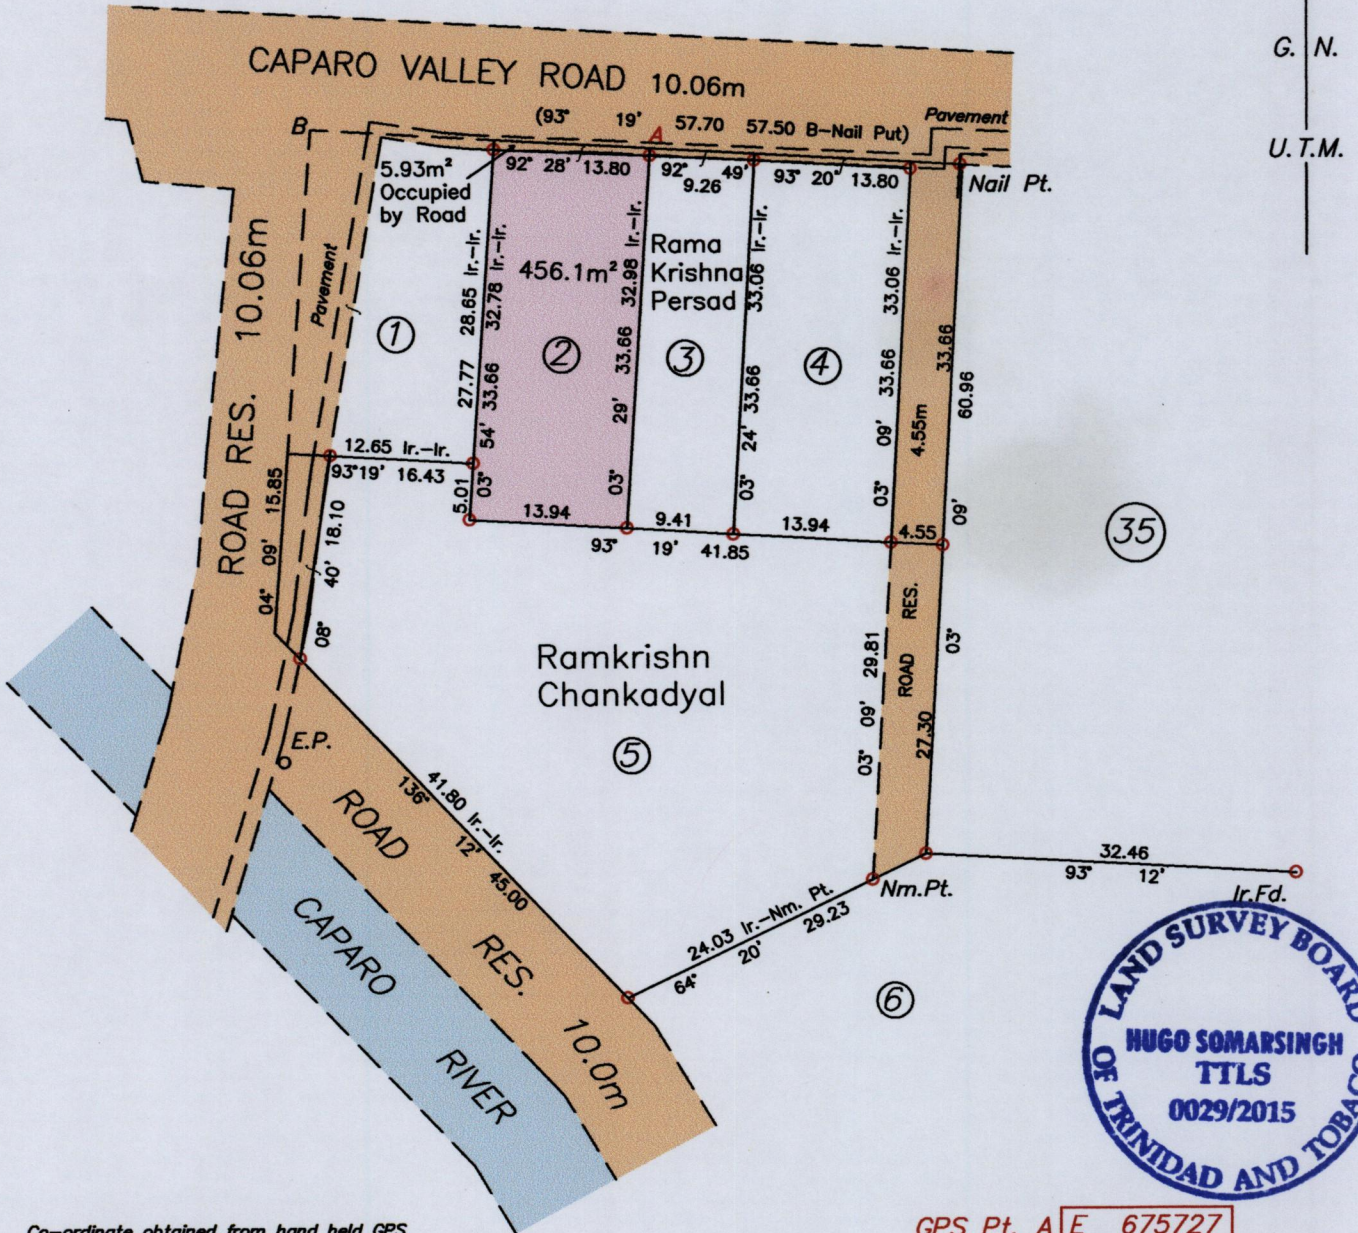 G. N.
U.T.M.
CAPARO VALLEY ROAD 10.06m
(93° 19' 57.70 57.50 B-Nail Put)
Pavement
B
A
92° 28' 13.80
92° 49'
9.26
93° 20' 13.80
Nail Pt.
5.93m²
Occupied
by Road
ROAD RES. 10.06m
Pavement
28.65 Ir.-Ir.
27.77
32.78 Ir.-Ir.
33.66
54'
03°
456.1m²
32.98 Ir.-Ir.
33.66
29'
03°
Rama
Krishna
Persad
33.06 Ir.-Ir.
33.66
24'
03°
33.06 Ir.-Ir.
33.66
09'
03°
4.55m
33.66
60.96
09'
03°
1
2
3
4
35
12.65 Ir.-Ir.
93°19' 16.43
15.85
09'
04°
18.10
40'
08°
5.01
13.94
9.41
13.94
4.55
93° 19' 41.85
Ramkrishn
Chankadyal
5
29.81
09'
03°
ROAD RES.
27.30
E.P.
41.80 Ir.-Ir.
136° 12' 45.00
ROAD RES. 10.0m
CAPARO RIVER
24.03 Ir.-Nm. Pt.
64° 20' 29.23
Nm.Pt.
32.46
93° 12'
Ir.Fd.
6
LAND SURVEY BOARD
HUGO SOMARSINGH
TTLS
0029/2015
OF TRINIDAD AND TOBAGO
Co-ordinate obtained from hand held GPS
GPS Pt. A E 675727